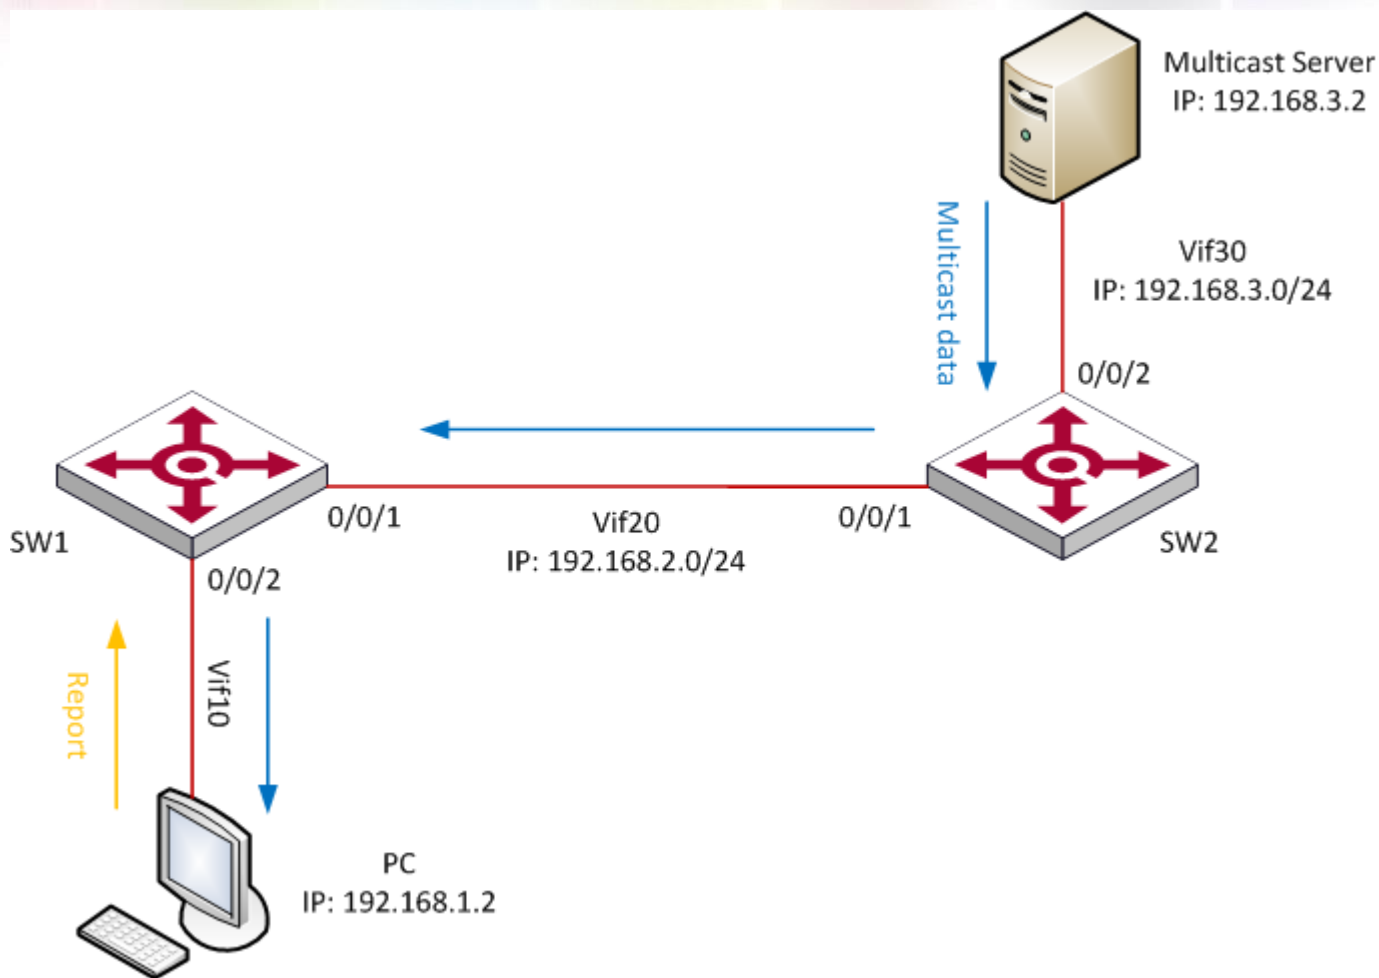 Multicast Server
IP: 192.168.3.2
Multicast data
Vif30
IP: 192.168.3.0/24
0/0/2
SW1
0/0/1
Vif20
IP: 192.168.2.0/24
0/0/1
SW2
0/0/2
Report
Vif10
PC
IP: 192.168.1.2